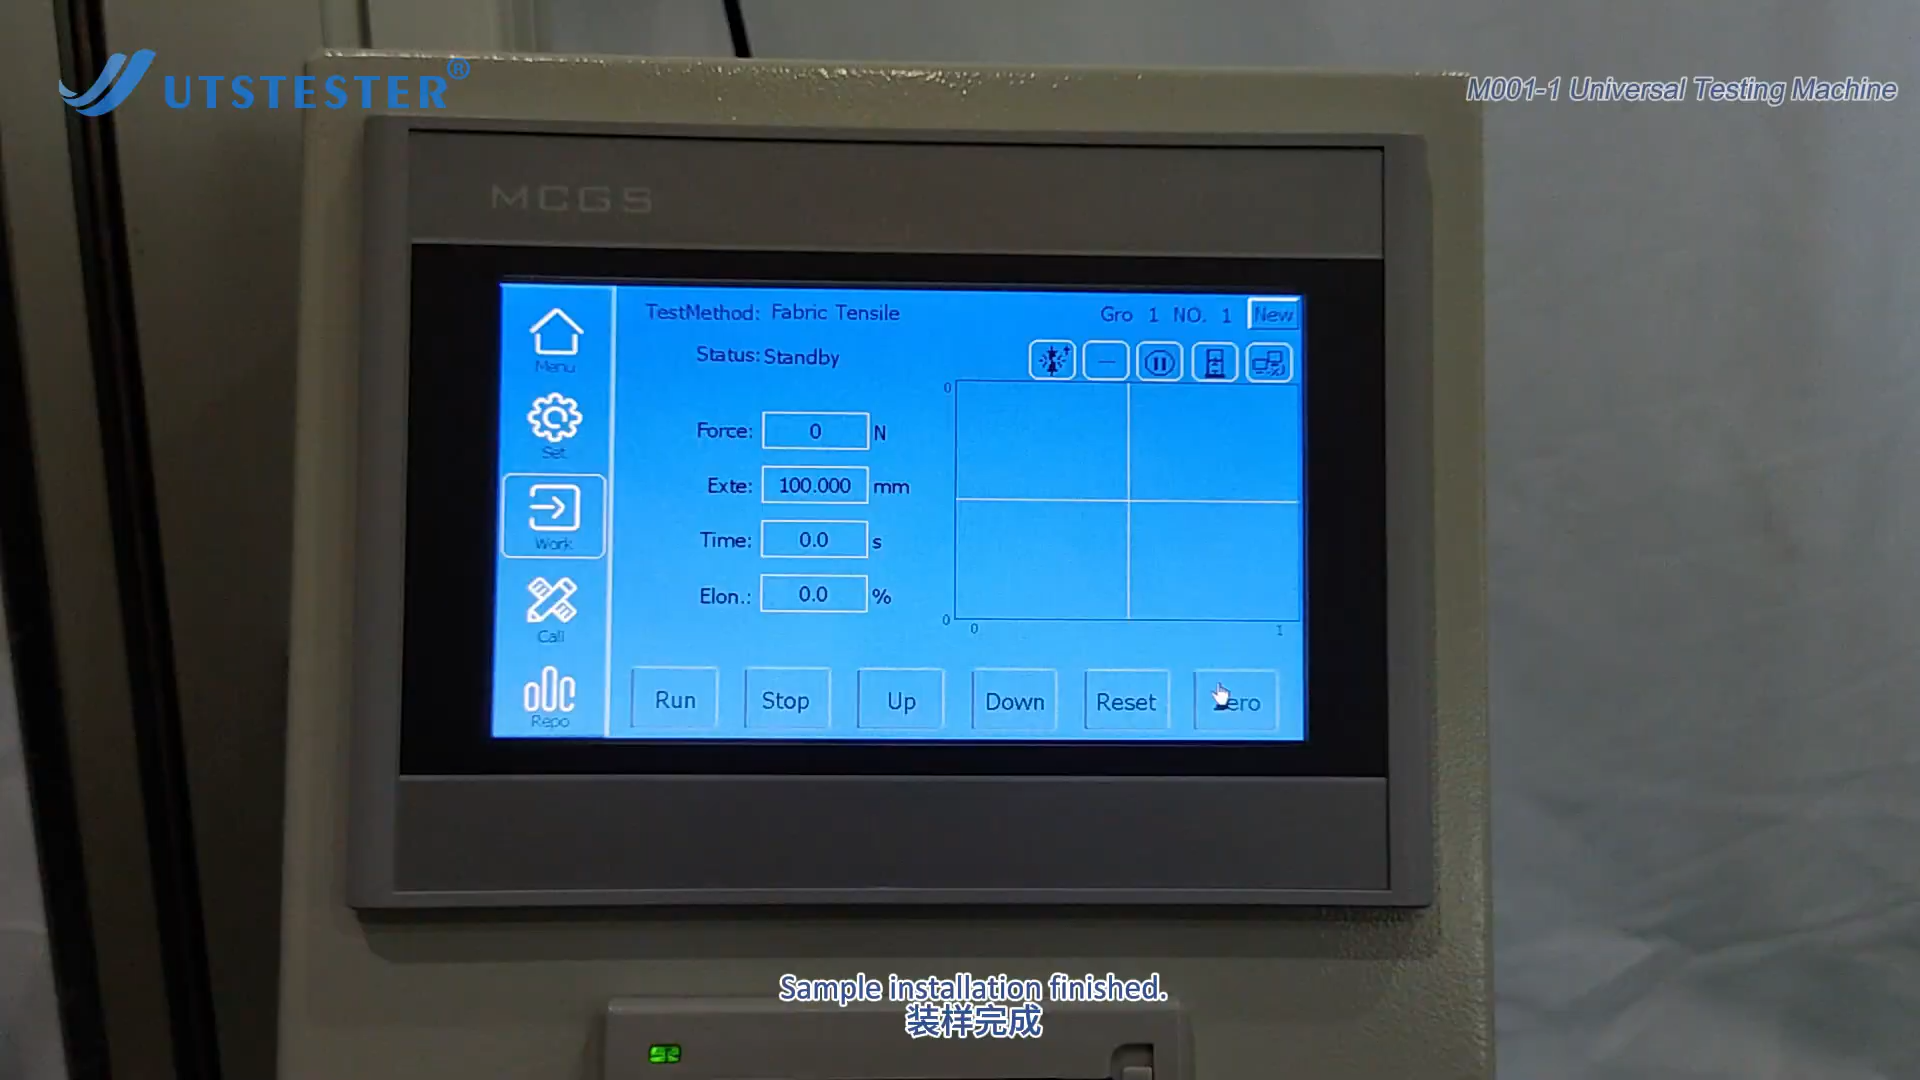 UTSTESTER®
M001-1 Universal Testing Machine
MCGS
TestMethod: Fabric Tensile
Gro 1 NO. 1 New
Status: Standby
Menu
Set
Work
Call
Repo
Force: 0 N
Exte: 100.000 mm
Time: 0.0 s
Elon.: 0.0 %
0
0
0 1
Run Stop Up Down Reset Zero
Sample installation finished.
装样完成